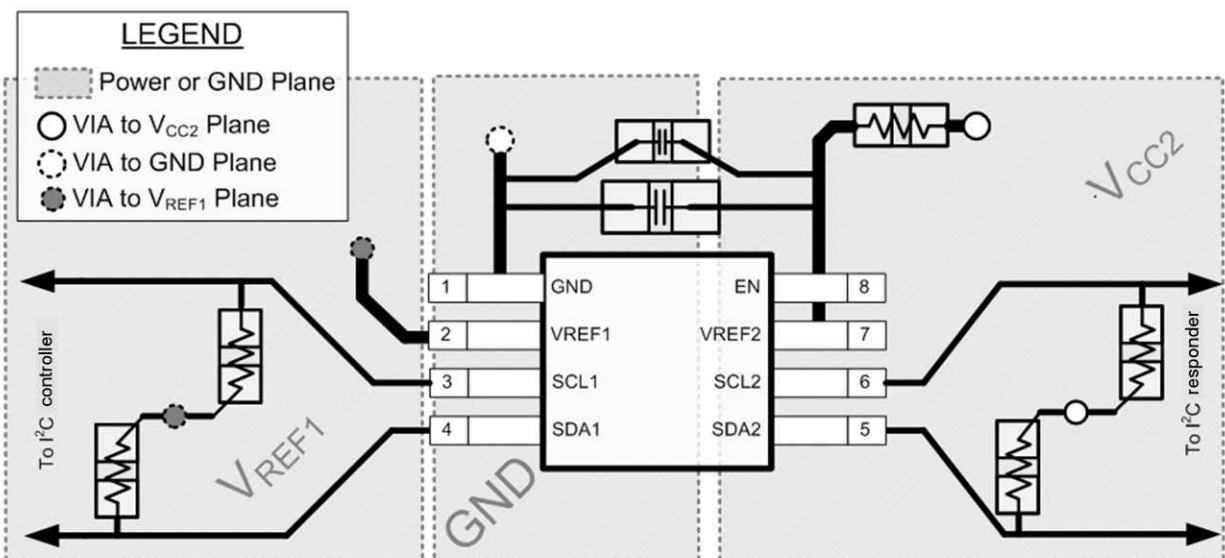 LEGEND
Power or GND Plane
VIA to VCC2 Plane
VIA to GND Plane
VIA to VREF1 Plane
VCC2
1 GND EN 8
2 VREF1 VREF2 7
3 SCL1 SCL2 6
4 SDA1 SDA2 5
To I²C controller
To I²C responder
VREF1
GND